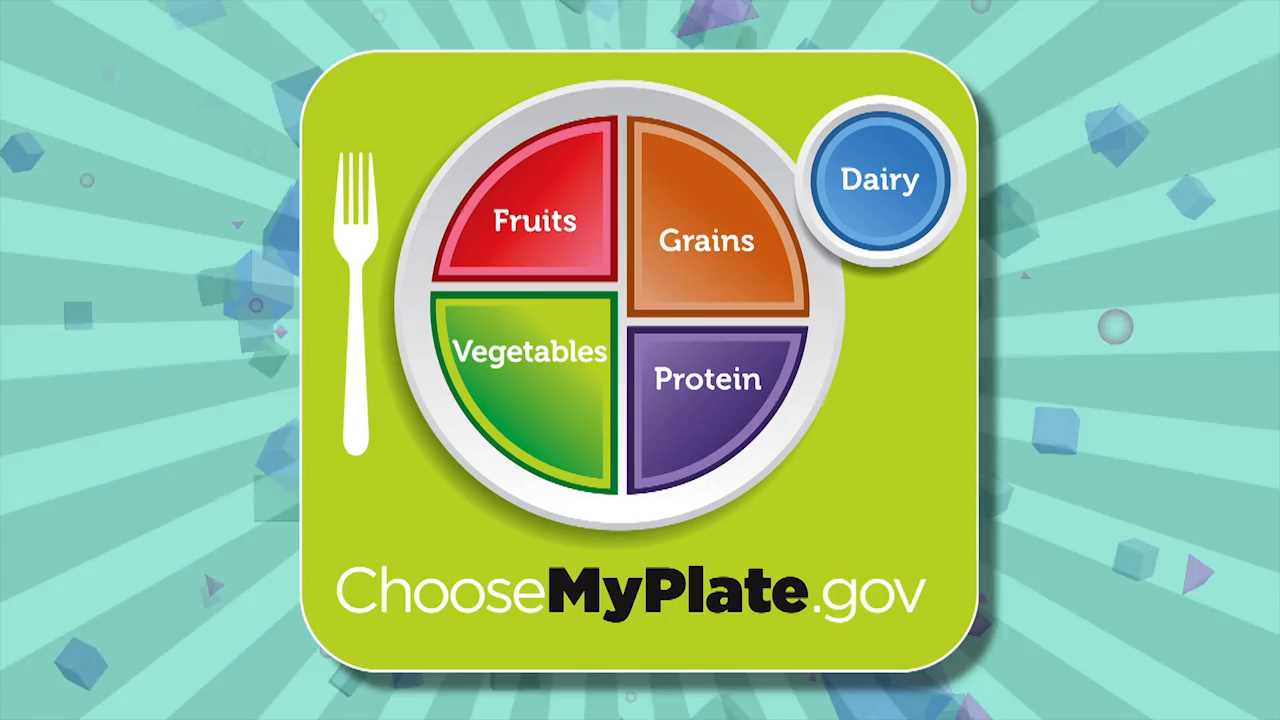 Fruits
Grains
Dairy
Vegetables
Protein
ChooseMyPlate.gov